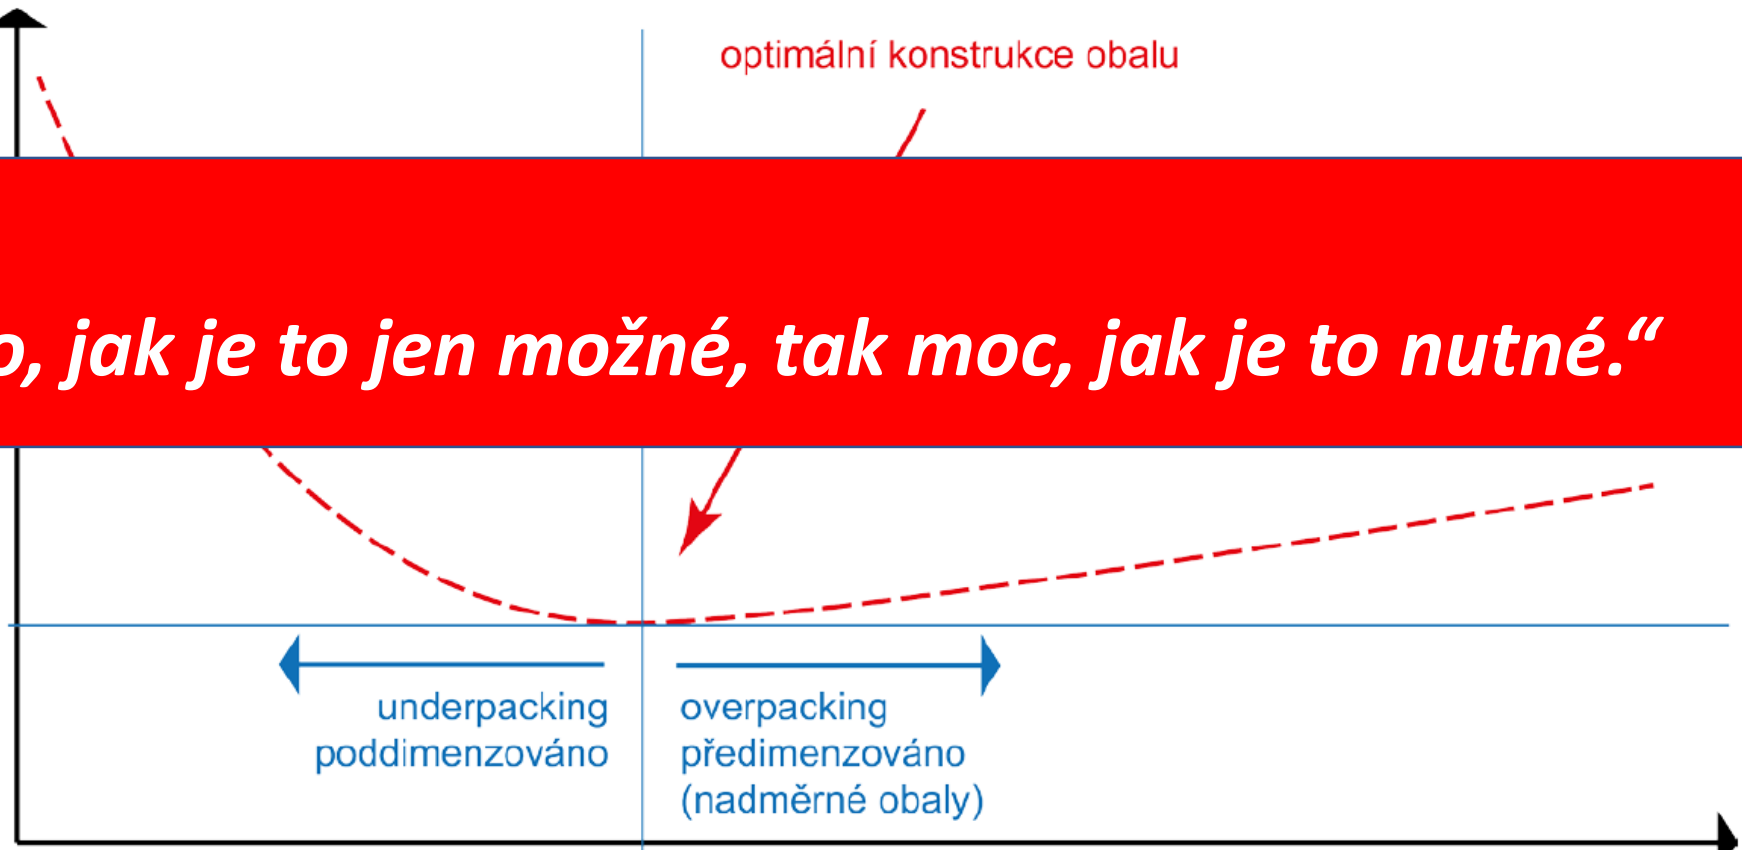 optimální konstrukce obalu
, jak je to jen možné, tak moc, jak je to nutné.“
underpacking
poddimenzováno
overpacking
předimenzováno
(nadměrné obaly)